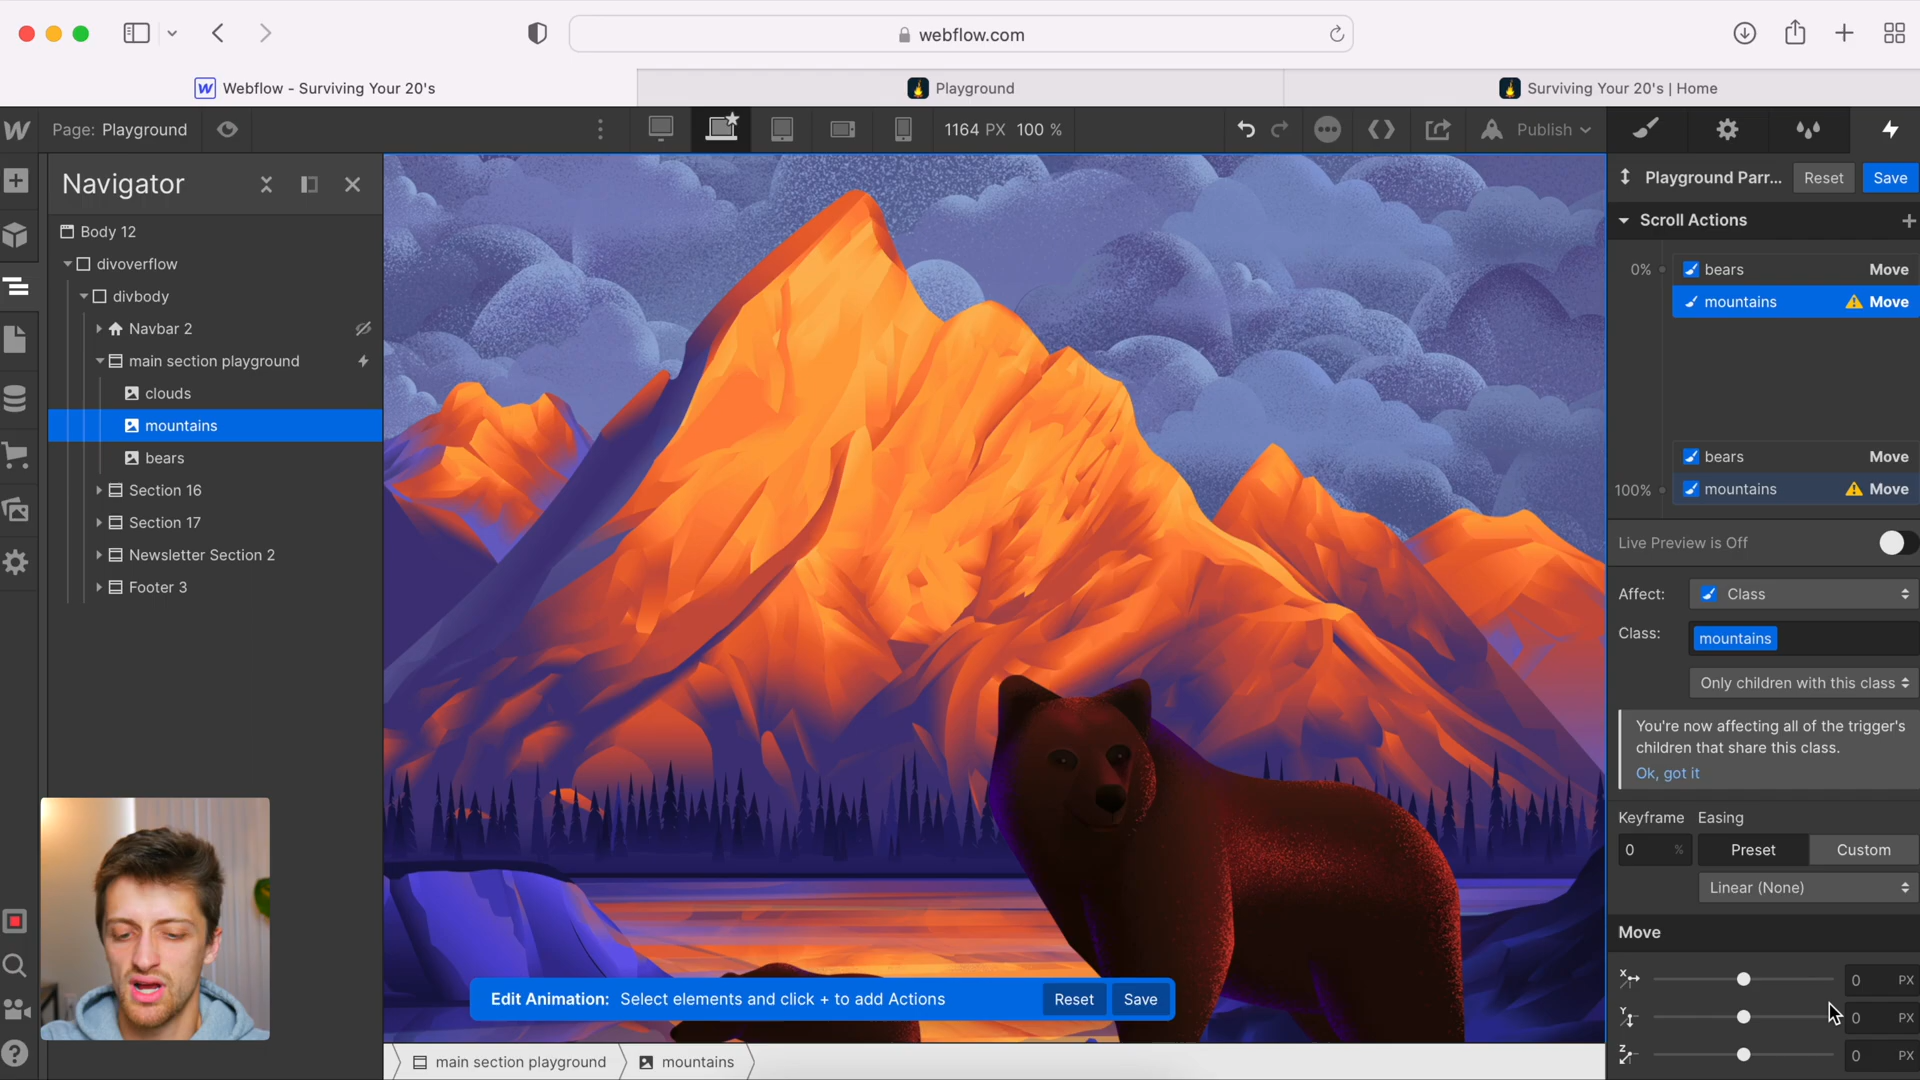 webflow.com
W Webflow - Surviving Your 20's
Playground
Surviving Your 20's | Home
W Page: Playground
1164 PX 100 %
Publish
Navigator
Playground Parr...
Reset
Save
Body 12
divoverflow
divbody
Navbar 2
main section playground
clouds
mountains
bears
Section 16
Section 17
Newsletter Section 2
Footer 3
Scroll Actions
0%
bears Move
mountains Move
bears Move
100%
mountains Move
Live Preview is Off
Affect: Class
Class: mountains
Only children with this class
You're now affecting all of the trigger's
children that share this class.
Ok, got it
Keyframe Easing
0 % Preset Custom
Linear (None)
Move
X 0 PX
Y 0 PX
Z 0 PX
Edit Animation: Select elements and click + to add Actions
Reset
Save
main section playground
mountains